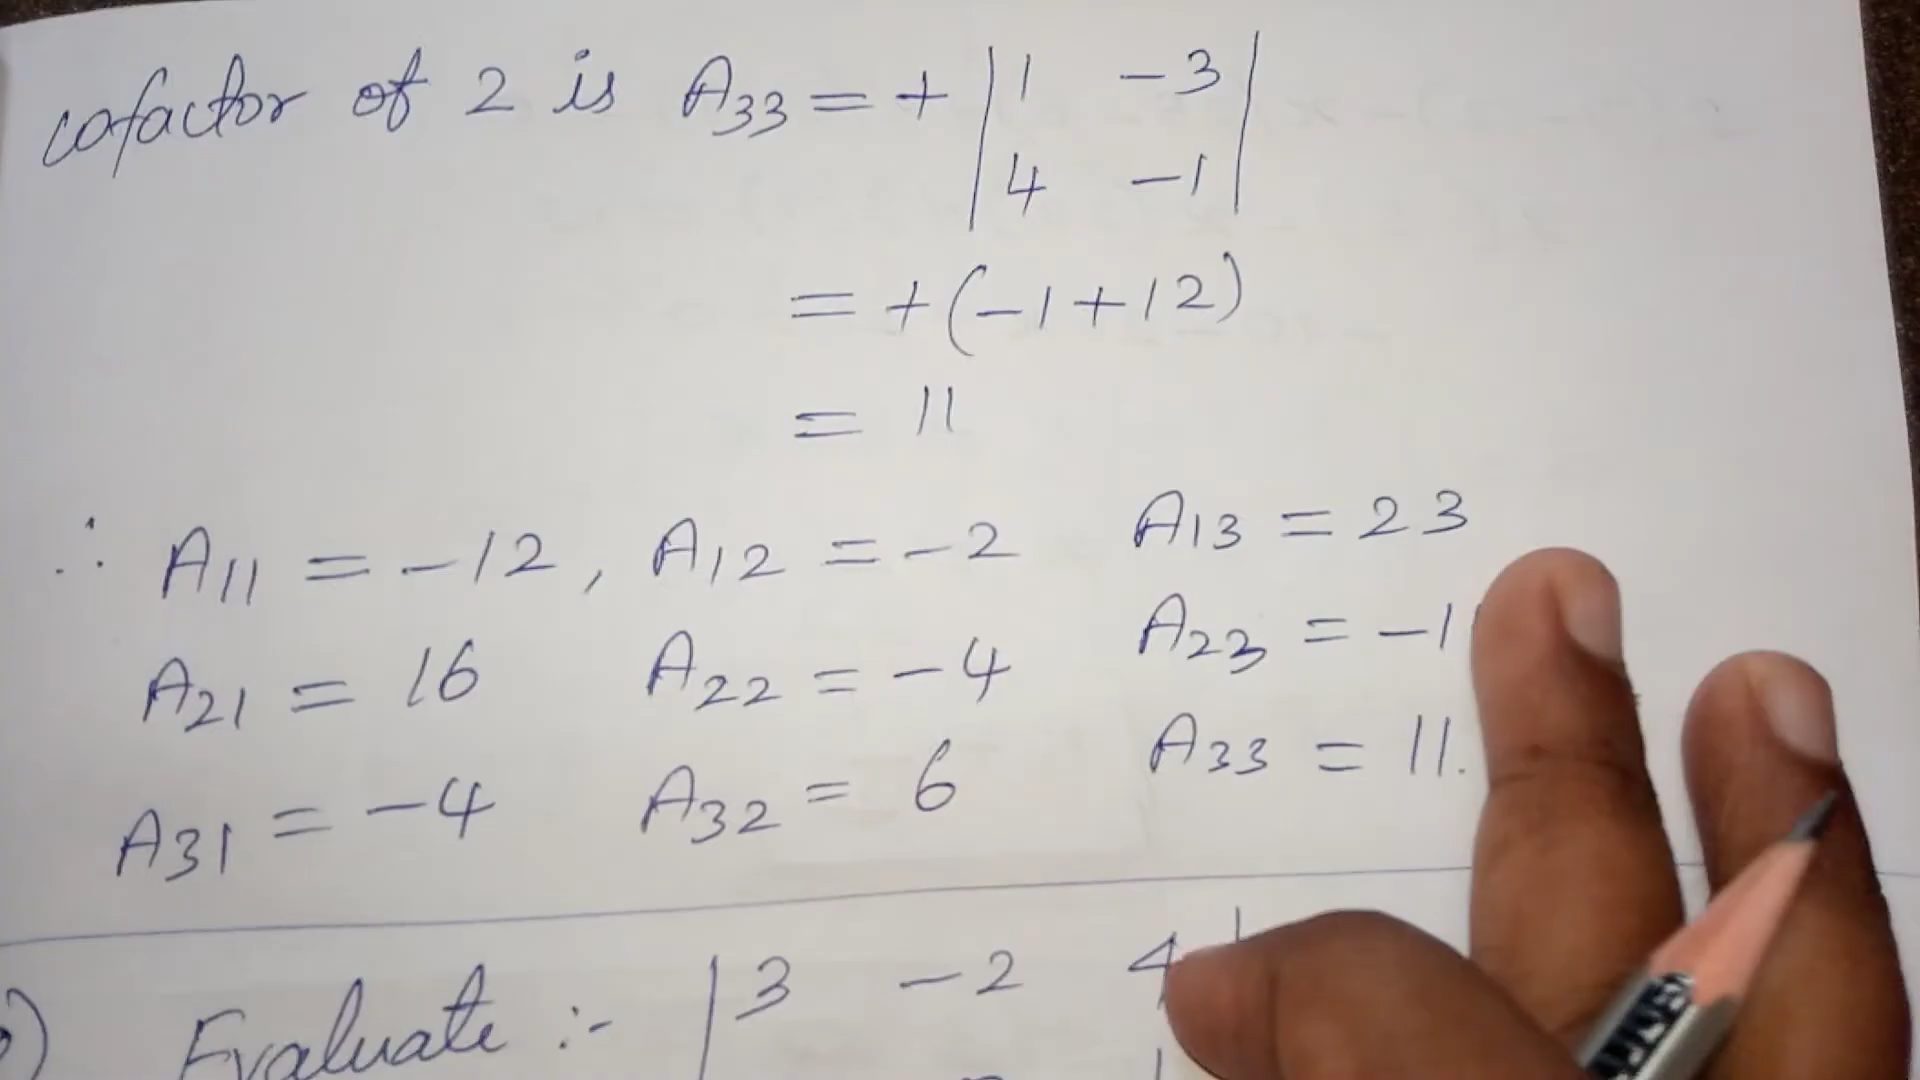 cofactor of 2 is A33 = + | 1 -3 |
| 4 -1 |
= + (-1 + 12)
= 11
∴ A11 = -12, A12 = -2 A13 = 23
A21 = 16 A22 = -4 A23 = -1
A31 = -4 A32 = 6 A33 = 11.
) Evaluate :- | 3 -2 4 |